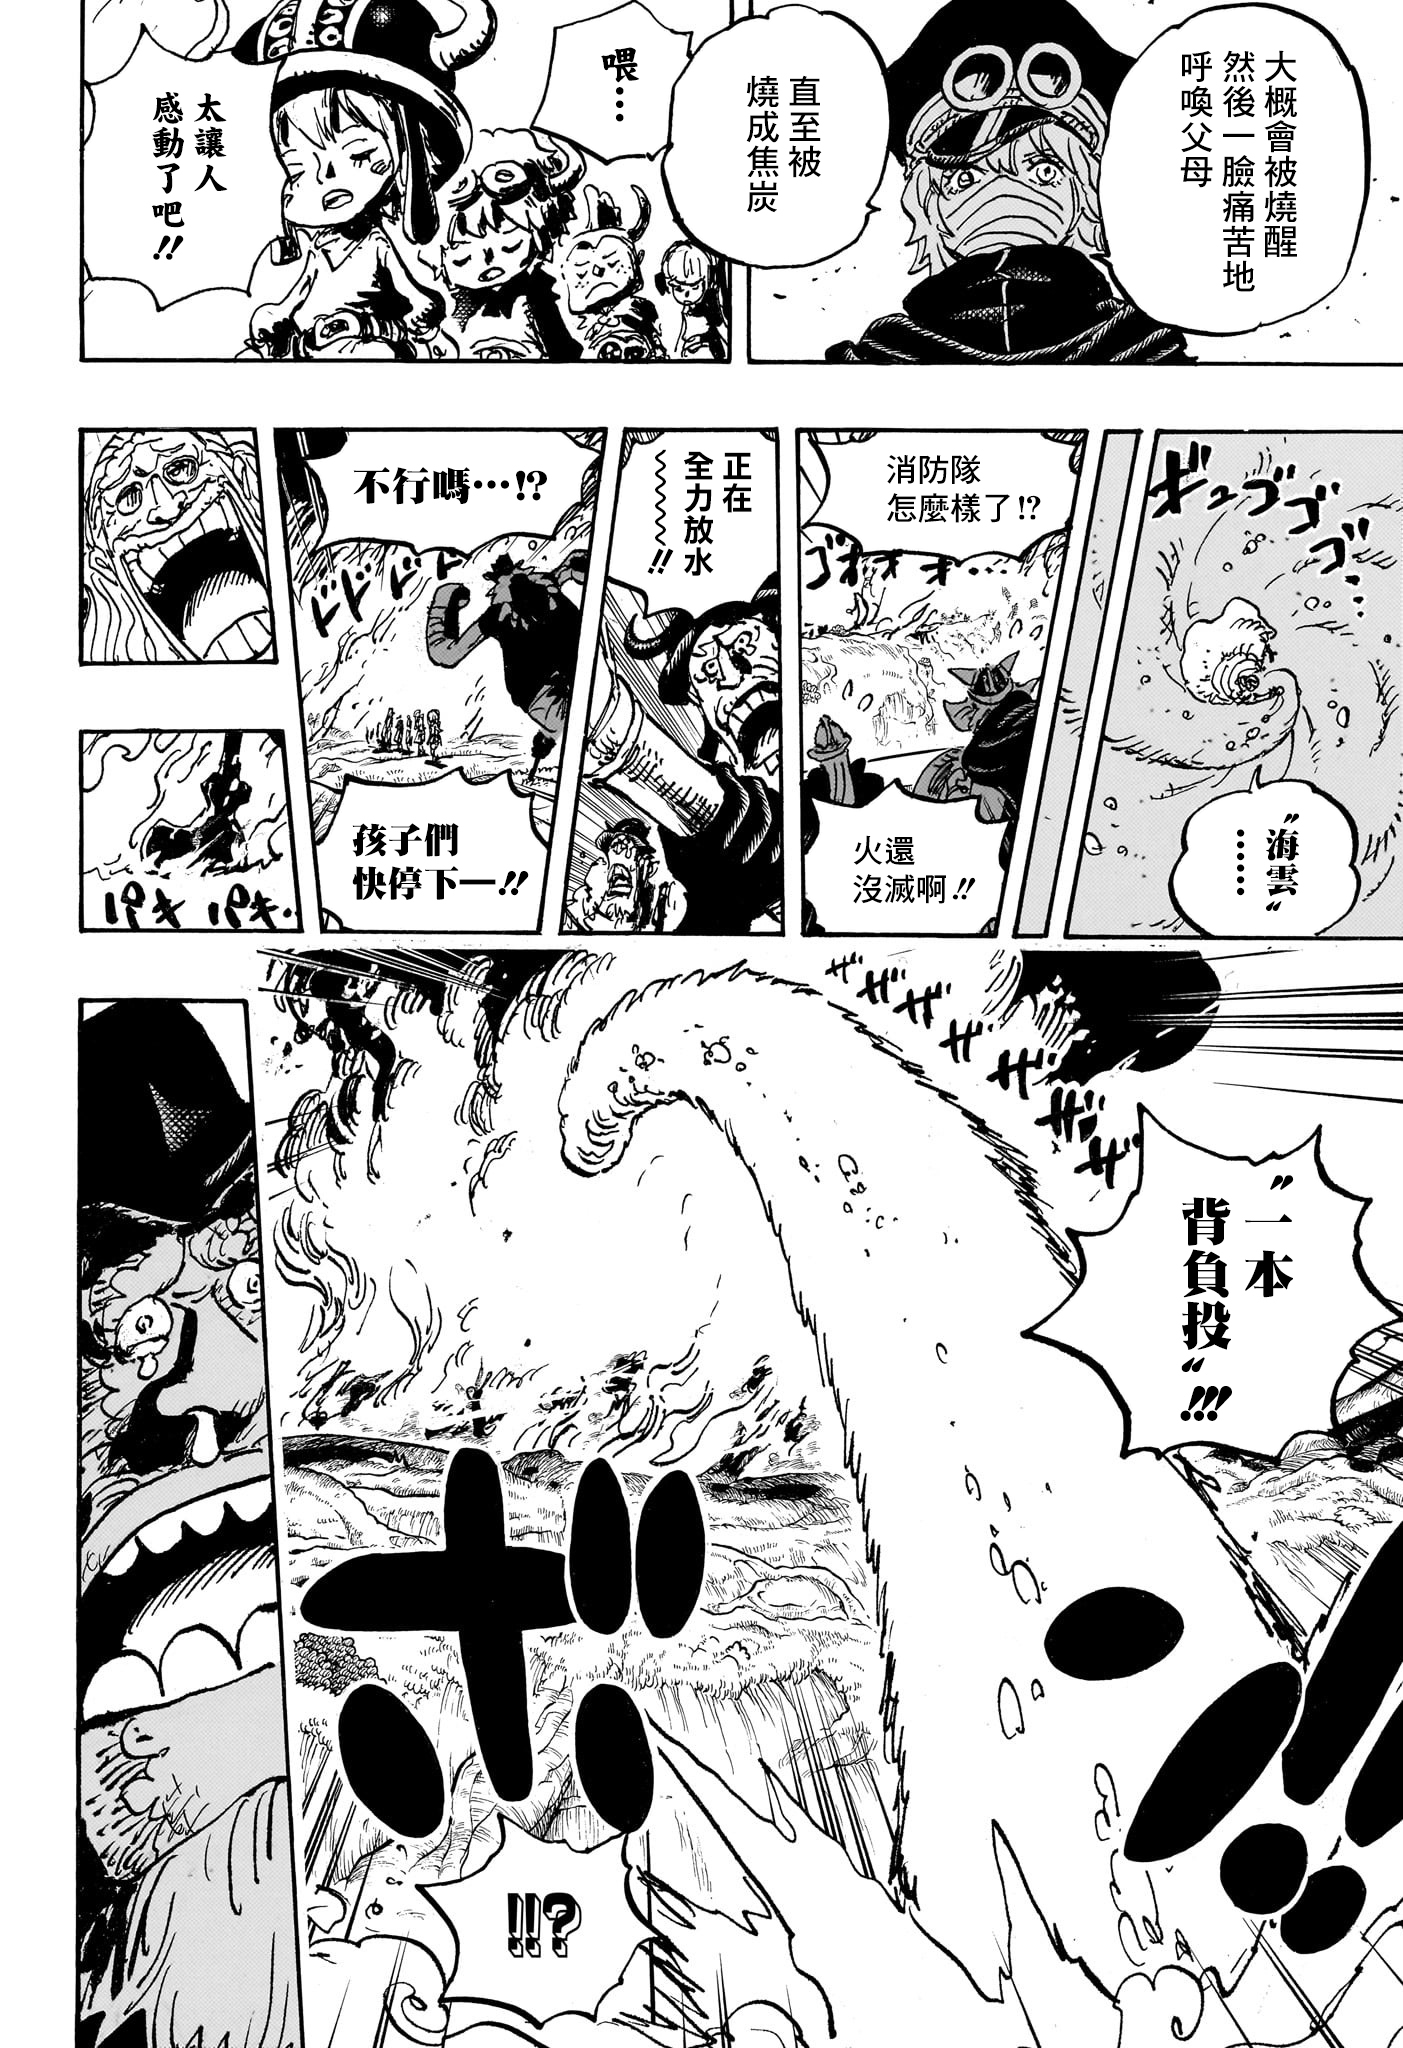 大概會被燒醒
然後一臉痛苦地
呼喚父母
直至被
燒成焦炭
喂…
太讓人
感動了吧!!
ギュゴゴゴ…
“海雲”
……
消防隊
怎麼樣了!?
ゴオオオ…
火還
沒滅啊!!
正在
全力放水
~~~~!!
不行嗎…!?
ドドドド
孩子們
快停下—!!
パキパキ…
ザザザザザザザ
“一本
背負投”!!!
ザバ
!!?